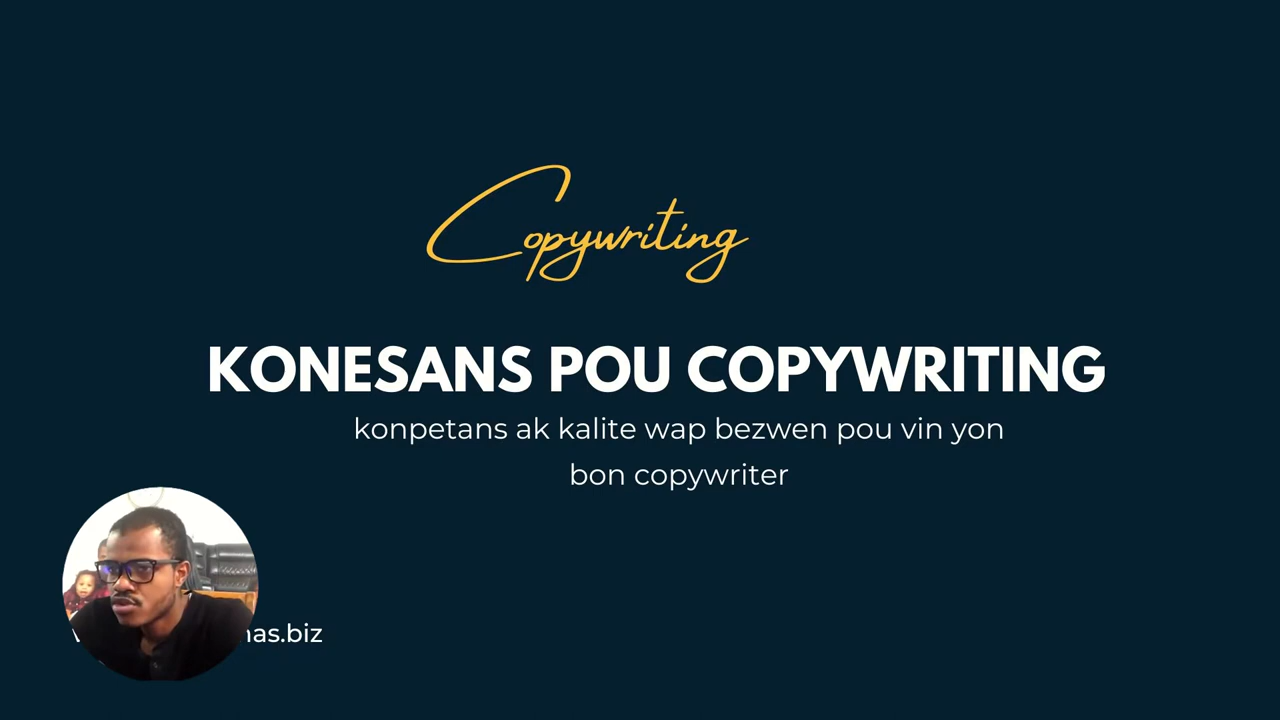 Copywriting
KONESANS POU COPYWRITING
konpetans ak kalite wap bezwen pou vin yon
bon copywriter